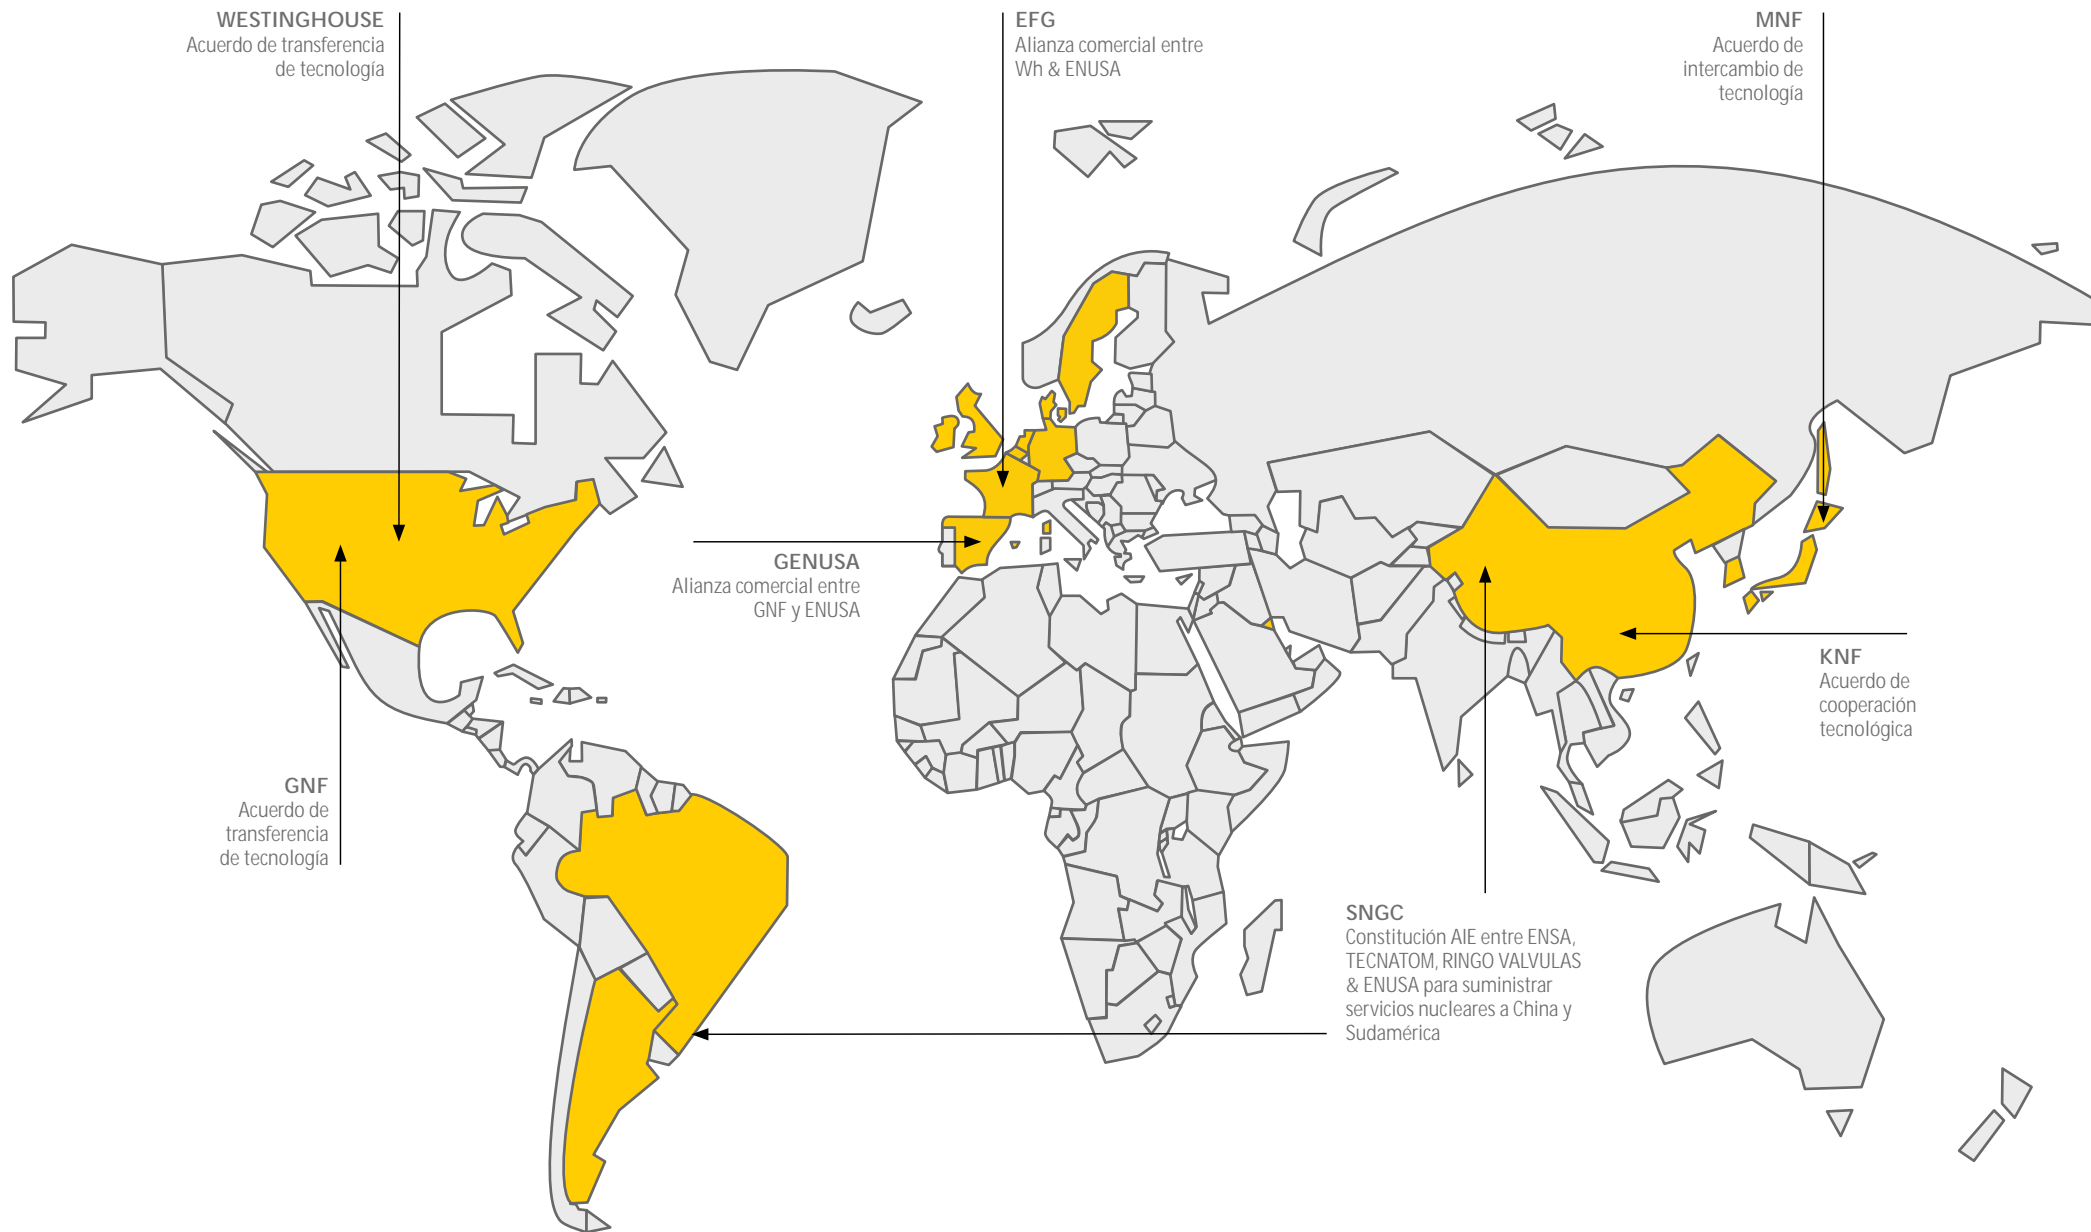 WESTINGHOUSE
Acuerdo de transferencia
de tecnología
EFG
Alianza comercial entre
Wh & ENUSA
MNF
Acuerdo de
intercambio de
tecnología
GENUSA
Alianza comercial entre
GNF y ENUSA
KNF
Acuerdo de
cooperación
tecnológica
GNF
Acuerdo de
transferencia
de tecnología
SNGC
Constitución AIE entre ENSA,
TECNATOM, RINGO VALVULAS
& ENUSA para suministrar
servicios nucleares a China y
Sudamérica